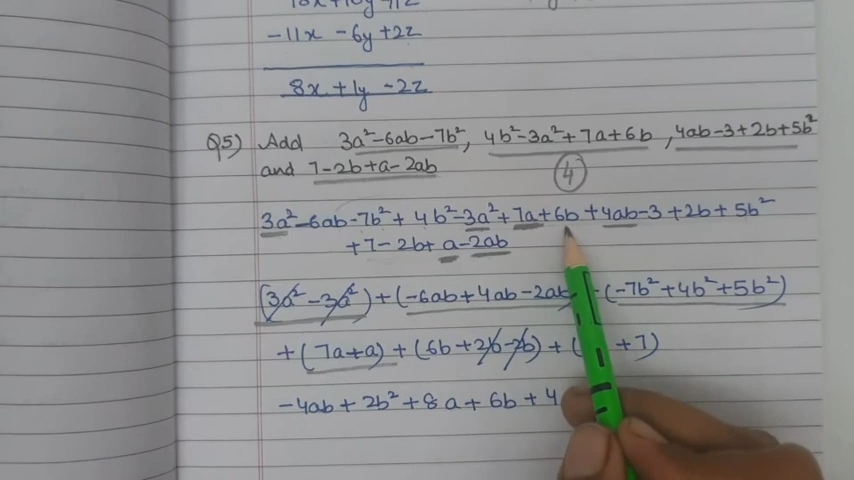 -11x - 6y + 2z
8x + 1y - 2z
Q5) Add 3a²-6ab-7b², 4b²-3a²+7a+6b, 4ab-3+2b+5b²
and 7-2b+a-2ab
4
3a²-6ab-7b²+4b²-3a²+7a+6b+4ab-3+2b+5b²
+7-2b+a-2ab
(3a²-3a²)+(-6ab+4ab-2ab (-7b²+4b²+5b²)
+(7a+a)+(6b+2b-2b)+( +7)
-4ab+2b²+8a+6b+4